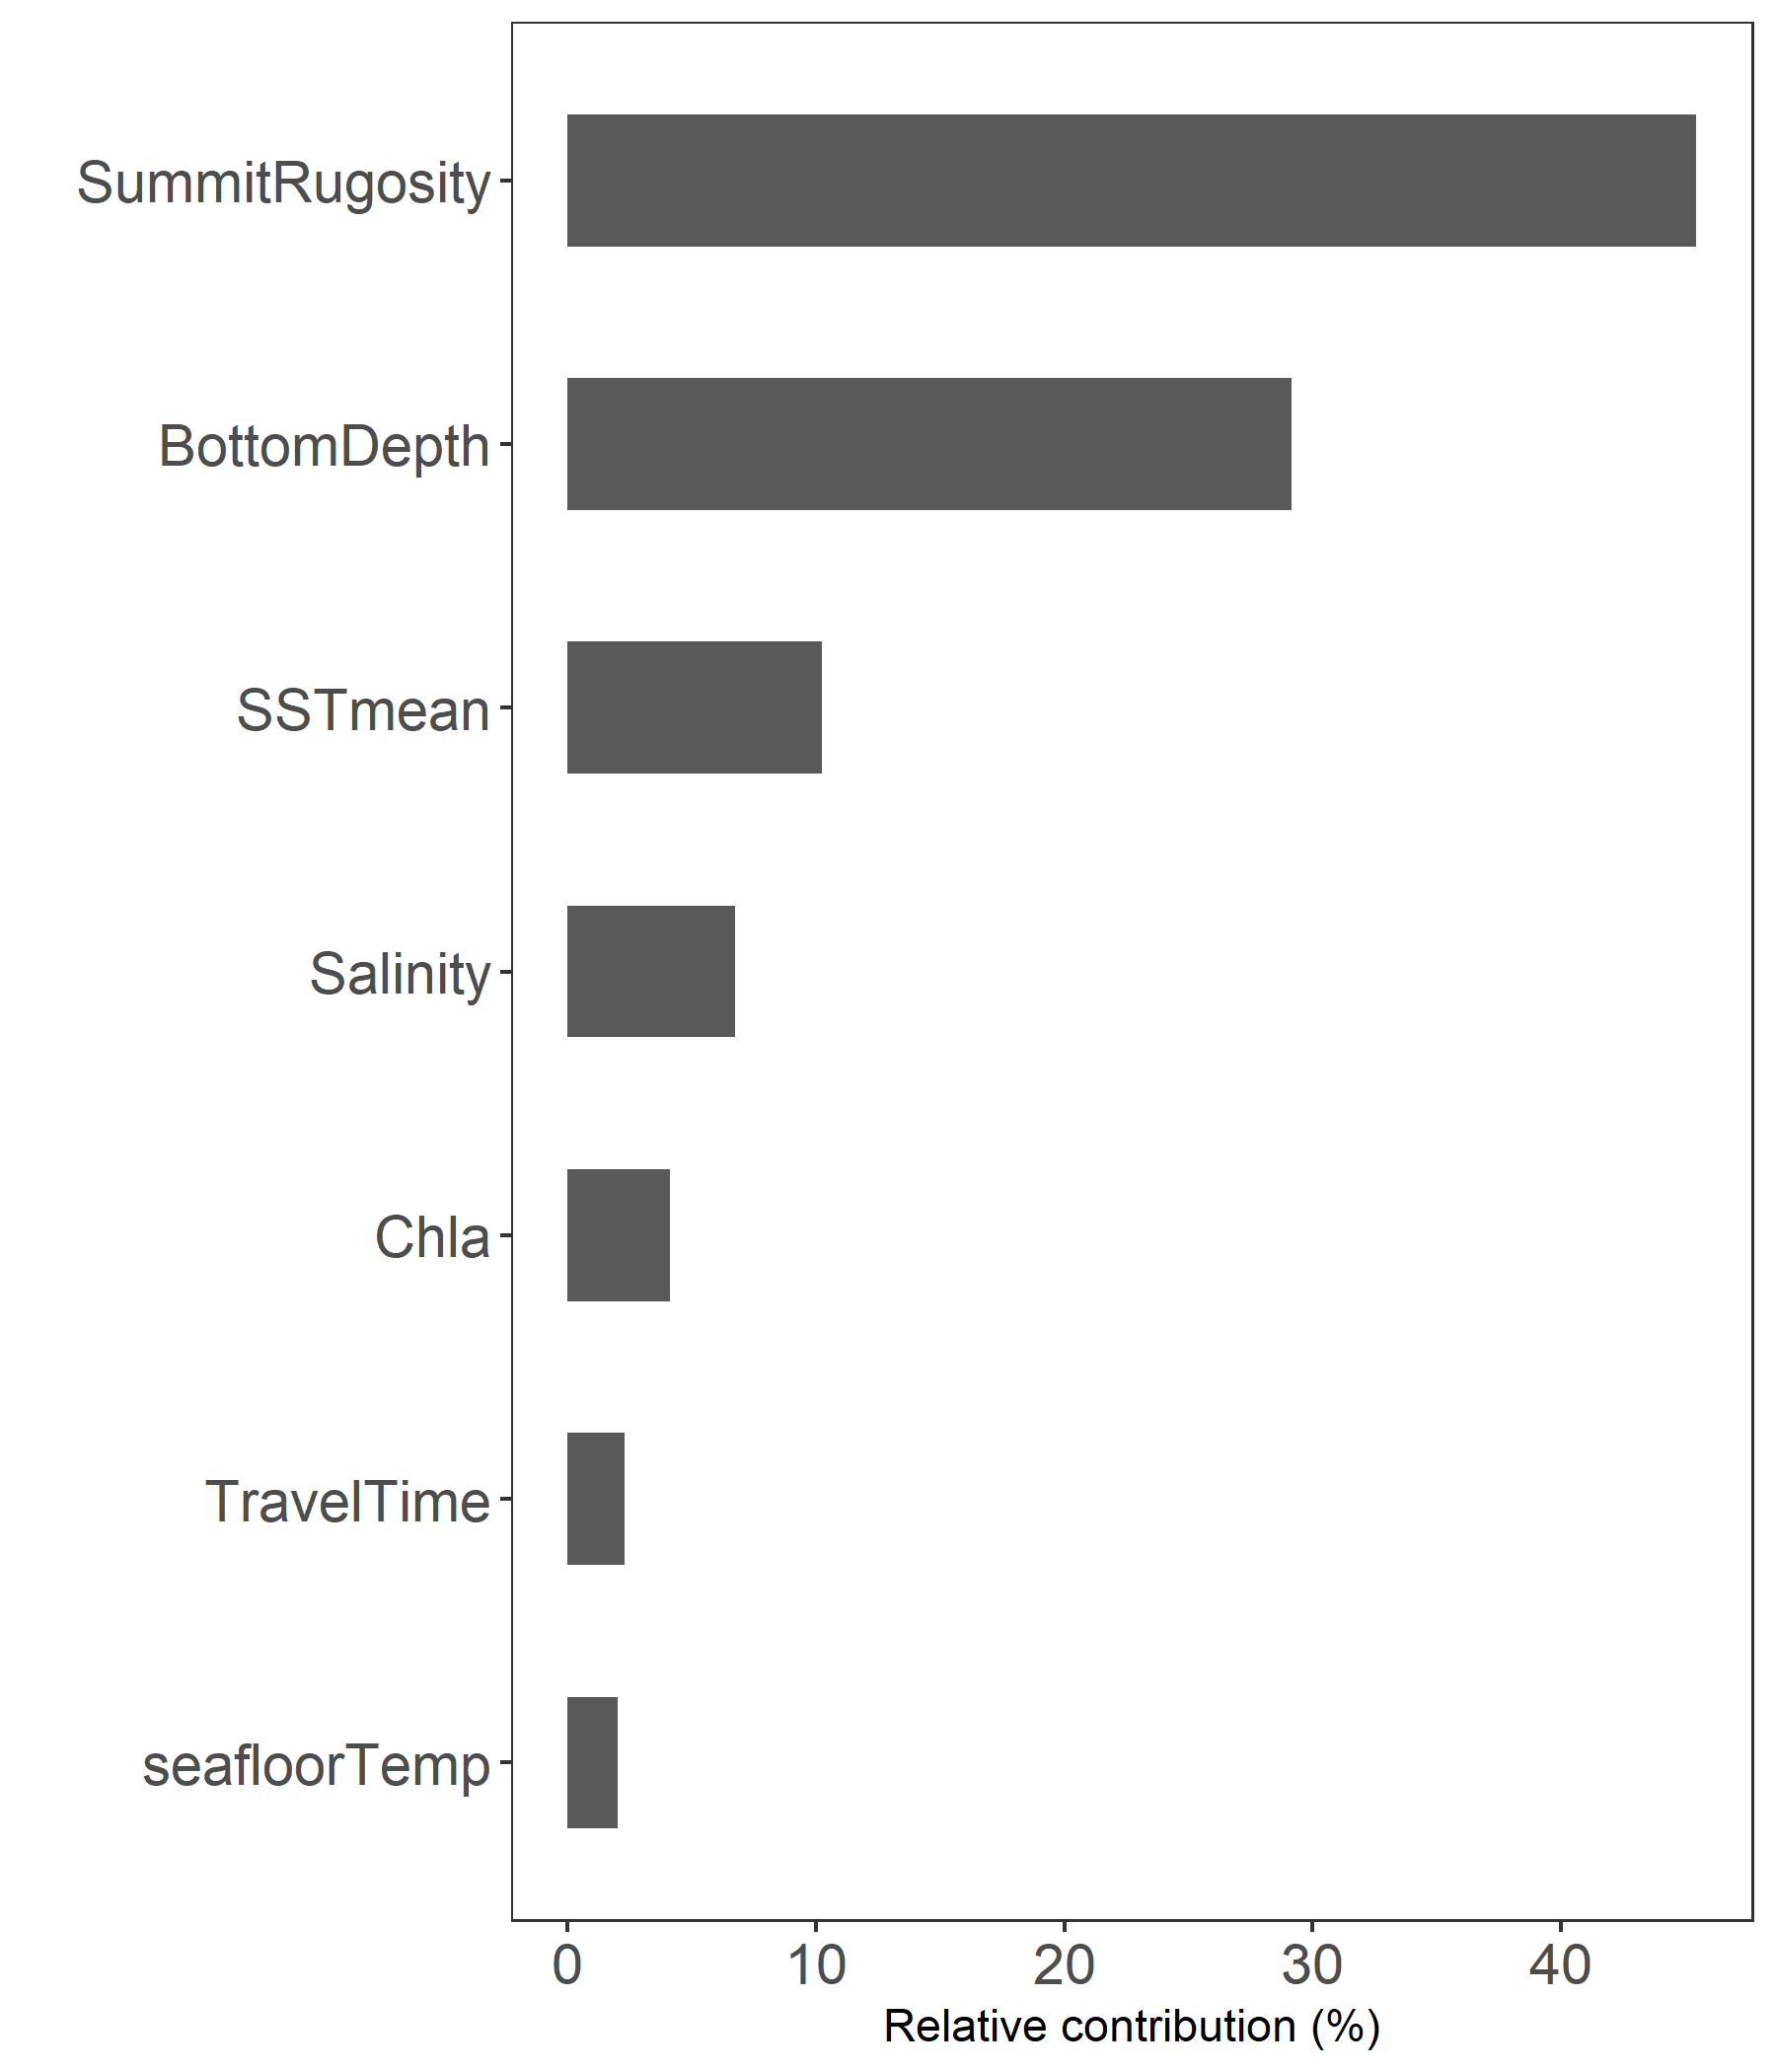 SummitRugosity
BottomDepth
SSTmean
Salinity
Chla
TravelTime
seafloorTemp
0 10 20 30 40
Relative contribution (%)